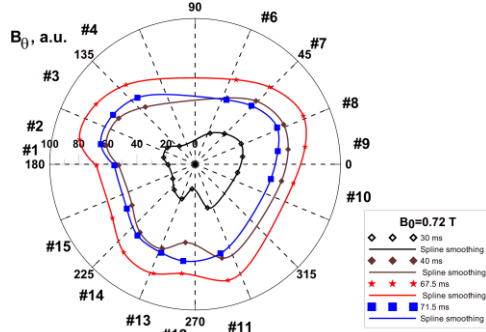 90
#4
#6
B_θ, a.u.
135
45
#7
#3
#8
#2
#9
100 80 60 40 20 0
#1
180
0
#10
#15
225
315
#14
#13
270
#11
B₀=0.72 T
30 ms
Spline smoothing
40 ms
Spline smoothing
67.5 ms
Spline smoothing
71.5 ms
Spline smoothing